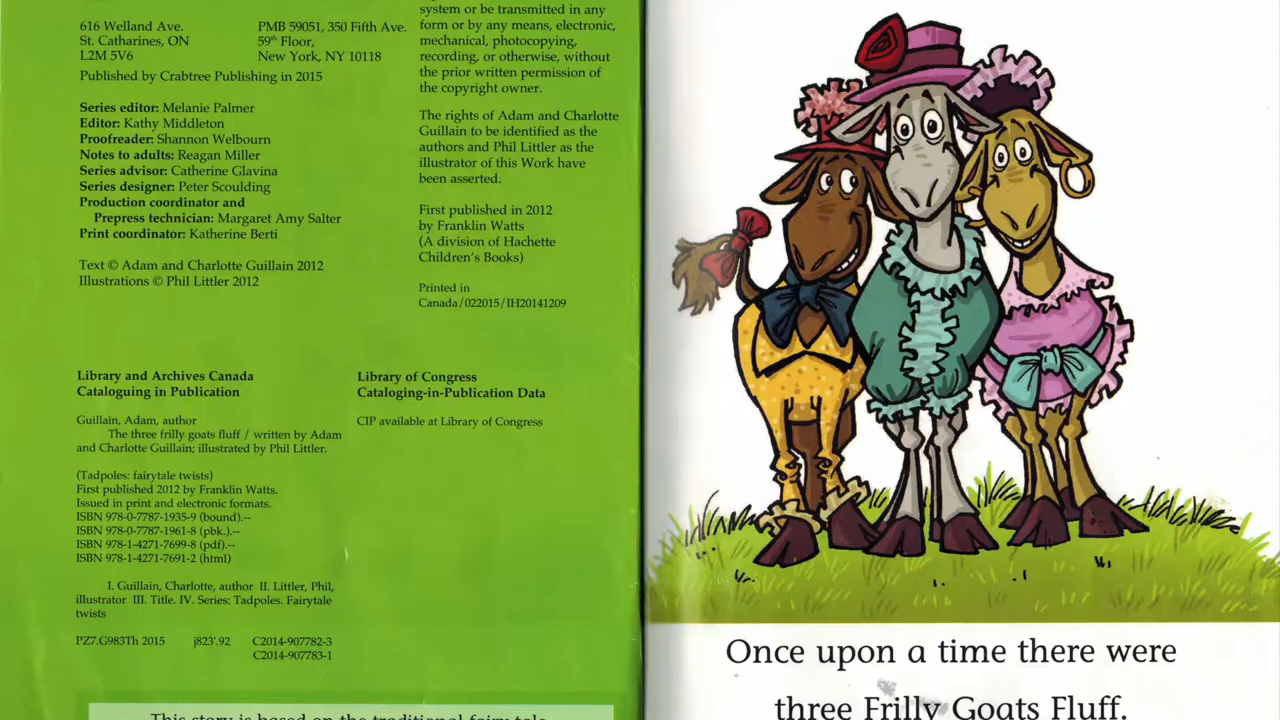 616 Welland Ave.
St. Catharines, ON
L2M 5V6
PMB 59051, 350 Fifth Ave.
59th Floor,
New York, NY 10118
Published by Crabtree Publishing in 2015
Series editor: Melanie Palmer
Editor: Kathy Middleton
Proofreader: Shannon Welbourn
Notes to adults: Reagan Miller
Series advisor: Catherine Glavina
Series designer: Peter Scoulding
Production coordinator and
Prepress technician: Margaret Amy Salter
Print coordinator: Katherine Berti
Text © Adam and Charlotte Guillain 2012
Illustrations © Phil Littler 2012
system or be transmitted in any
form or by any means, electronic,
mechanical, photocopying,
recording, or otherwise, without
the prior written permission of
the copyright owner.
The rights of Adam and Charlotte
Guillain to be identified as the
authors and Phil Littler as the
illustrator of this Work have
been asserted.
First published in 2012
by Franklin Watts
(A division of Hachette
Children's Books)
Printed in
Canada/022015/IH20141209
Library and Archives Canada
Cataloguing in Publication
Guillain, Adam, author
The three frilly goats fluff / written by Adam
and Charlotte Guillain; illustrated by Phil Littler.
(Tadpoles: fairytale twists)
First published 2012 by Franklin Watts.
Issued in print and electronic formats.
ISBN 978-0-7787-1935-9 (bound).--
ISBN 978-0-7787-1961-8 (pbk.).--
ISBN 978-1-4271-7699-8 (pdf).--
ISBN 978-1-4271-7691-2 (html)
I. Guillain, Charlotte, author II. Littler, Phil,
illustrator III. Title. IV. Series: Tadpoles. Fairytale
twists
PZ7.G983Th 2015 j823'.92 C2014-907782-3
C2014-907783-1
Library of Congress
Cataloging-in-Publication Data
CIP available at Library of Congress
This story is based on the traditional fairy tale
Once upon a time there were
three Frilly Goats Fluff.